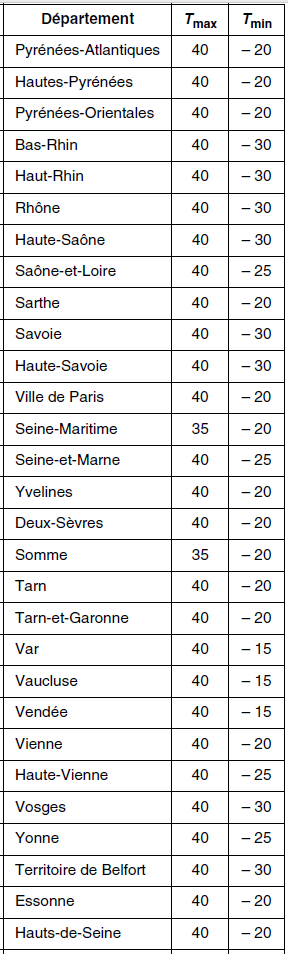 Département Tmax Tmin
Pyrénées-Atlantiques 40 – 20
Hautes-Pyrénées 40 – 20
Pyrénées-Orientales 40 – 20
Bas-Rhin 40 – 30
Haut-Rhin 40 – 30
Rhône 40 – 30
Haute-Saône 40 – 30
Saône-et-Loire 40 – 25
Sarthe 40 – 20
Savoie 40 – 30
Haute-Savoie 40 – 30
Ville de Paris 40 – 20
Seine-Maritime 35 – 20
Seine-et-Marne 40 – 25
Yvelines 40 – 20
Deux-Sèvres 40 – 20
Somme 35 – 20
Tarn 40 – 20
Tarn-et-Garonne 40 – 20
Var 40 – 15
Vaucluse 40 – 15
Vendée 40 – 15
Vienne 40 – 20
Haute-Vienne 40 – 25
Vosges 40 – 30
Yonne 40 – 25
Territoire de Belfort 40 – 30
Essonne 40 – 20
Hauts-de-Seine 40 – 20